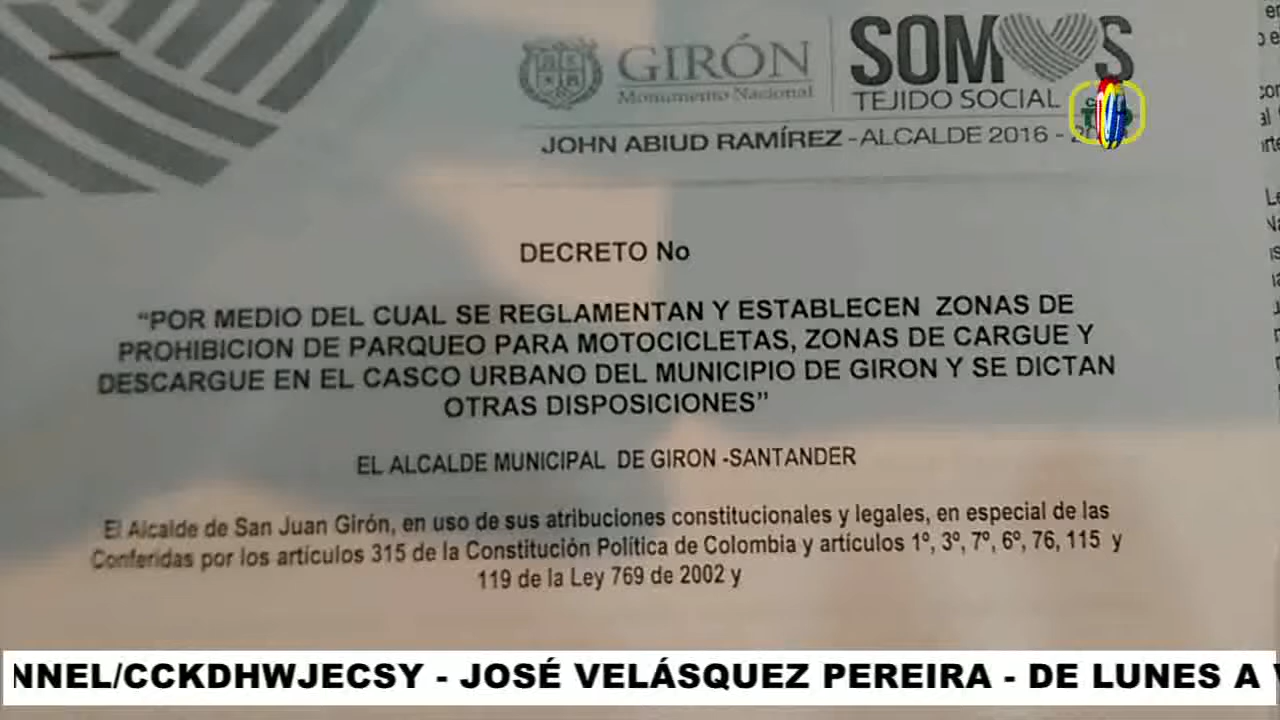 GIRÓN
Monumento Nacional
SOMOS
TEJIDO SOCIAL
JOHN ABIUD RAMÍREZ - ALCALDE 2016 -
DECRETO No
“POR MEDIO DEL CUAL SE REGLAMENTAN Y ESTABLECEN ZONAS DE
PROHIBICION DE PARQUEO PARA MOTOCICLETAS, ZONAS DE CARGUE Y
DESCARGUE EN EL CASCO URBANO DEL MUNICIPIO DE GIRON Y SE DICTAN
OTRAS DISPOSICIONES”
EL ALCALDE MUNICIPAL DE GIRON -SANTANDER
El Alcalde de San Juan Girón, en uso de sus atribuciones constitucionales y legales, en especial de las
Conferidas por los artículos 315 de la Constitución Política de Colombia y artículos 1º, 3º, 7º, 6º, 76, 115 y
119 de la Ley 769 de 2002 y
NNEL/CCKDHWJECSY - JOSÉ VELÁSQUEZ PEREIRA - DE LUNES A